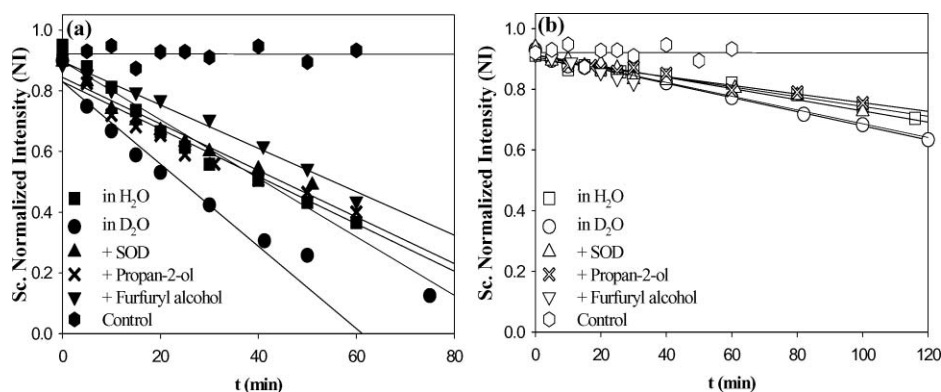 (a)
Sc. Normalized Intensity (NI)
1.0
0.8
0.6
0.4
0.2
0.0
in H₂O
in D₂O
+ SOD
+ Propan-2-ol
+ Furfuryl alcohol
Control
0 20 40 60 80
t (min)
(b)
Sc. Normalized Intensity (NI)
1.0
0.8
0.6
0.4
0.2
0.0
in H₂O
in D₂O
+ SOD
+ Propan-2-ol
+ Furfuryl alcohol
Control
0 20 40 60 80 100 120
t (min)